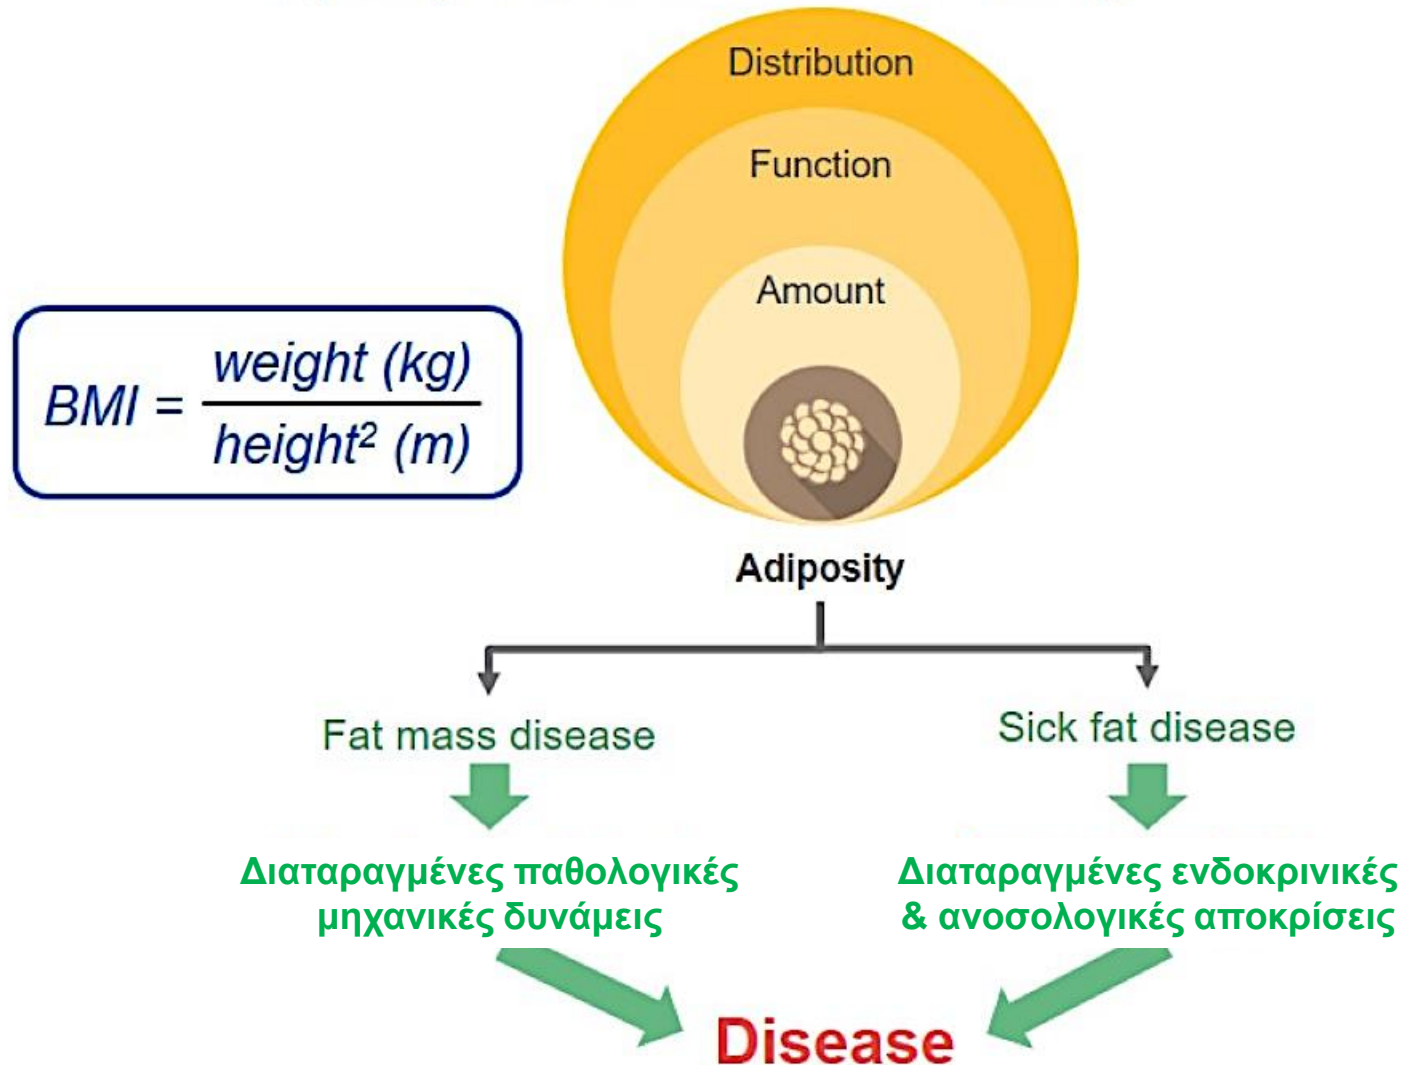 Distribution
Function
Amount
BMI = weight (kg)
height² (m)
Adiposity
Fat mass disease
Sick fat disease
Διαταραγμένες παθολογικές
μηχανικές δυνάμεις
Διαταραγμένες ενδοκρινικές
& ανοσολογικές αποκρίσεις
Disease